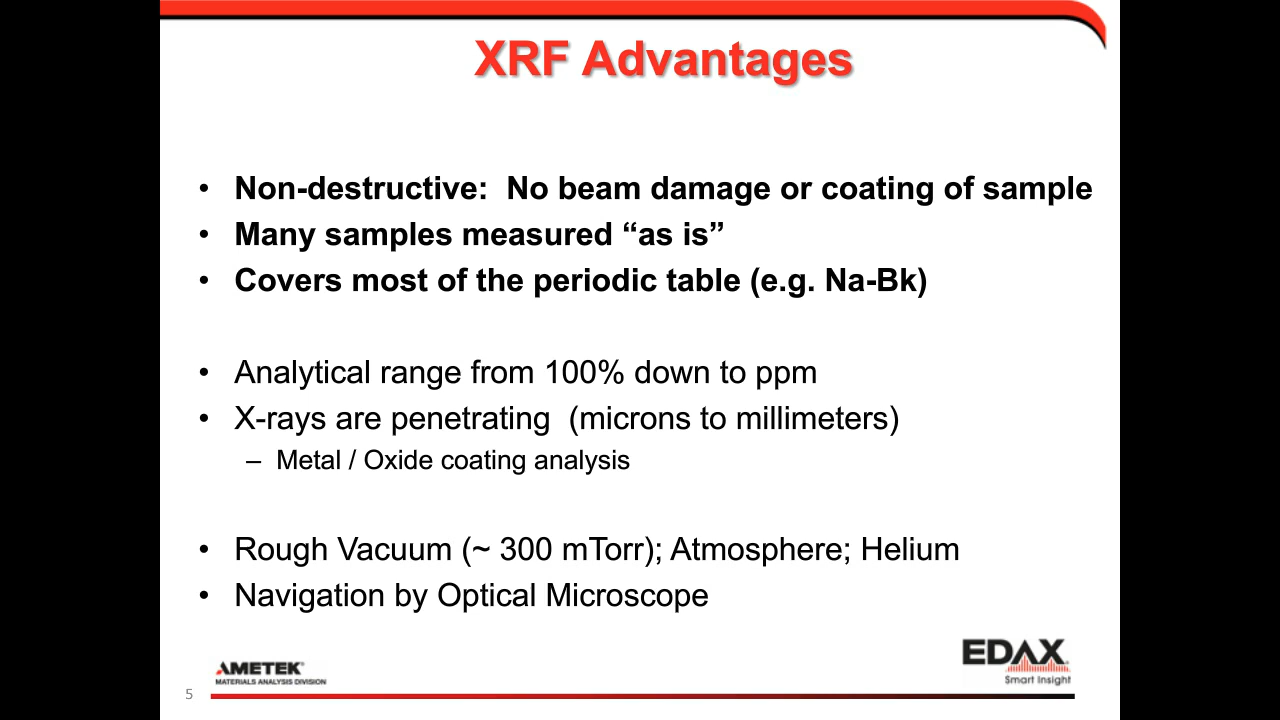 XRF Advantages
• Non-destructive:  No beam damage or coating of sample
• Many samples measured “as is”
• Covers most of the periodic table (e.g. Na-Bk)
• Analytical range from 100% down to ppm
• X-rays are penetrating  (microns to millimeters)
– Metal / Oxide coating analysis
• Rough Vacuum (~ 300 mTorr); Atmosphere; Helium
• Navigation by Optical Microscope
AMETEK®
MATERIALS ANALYSIS DIVISION
EDAX
Smart Insight
5